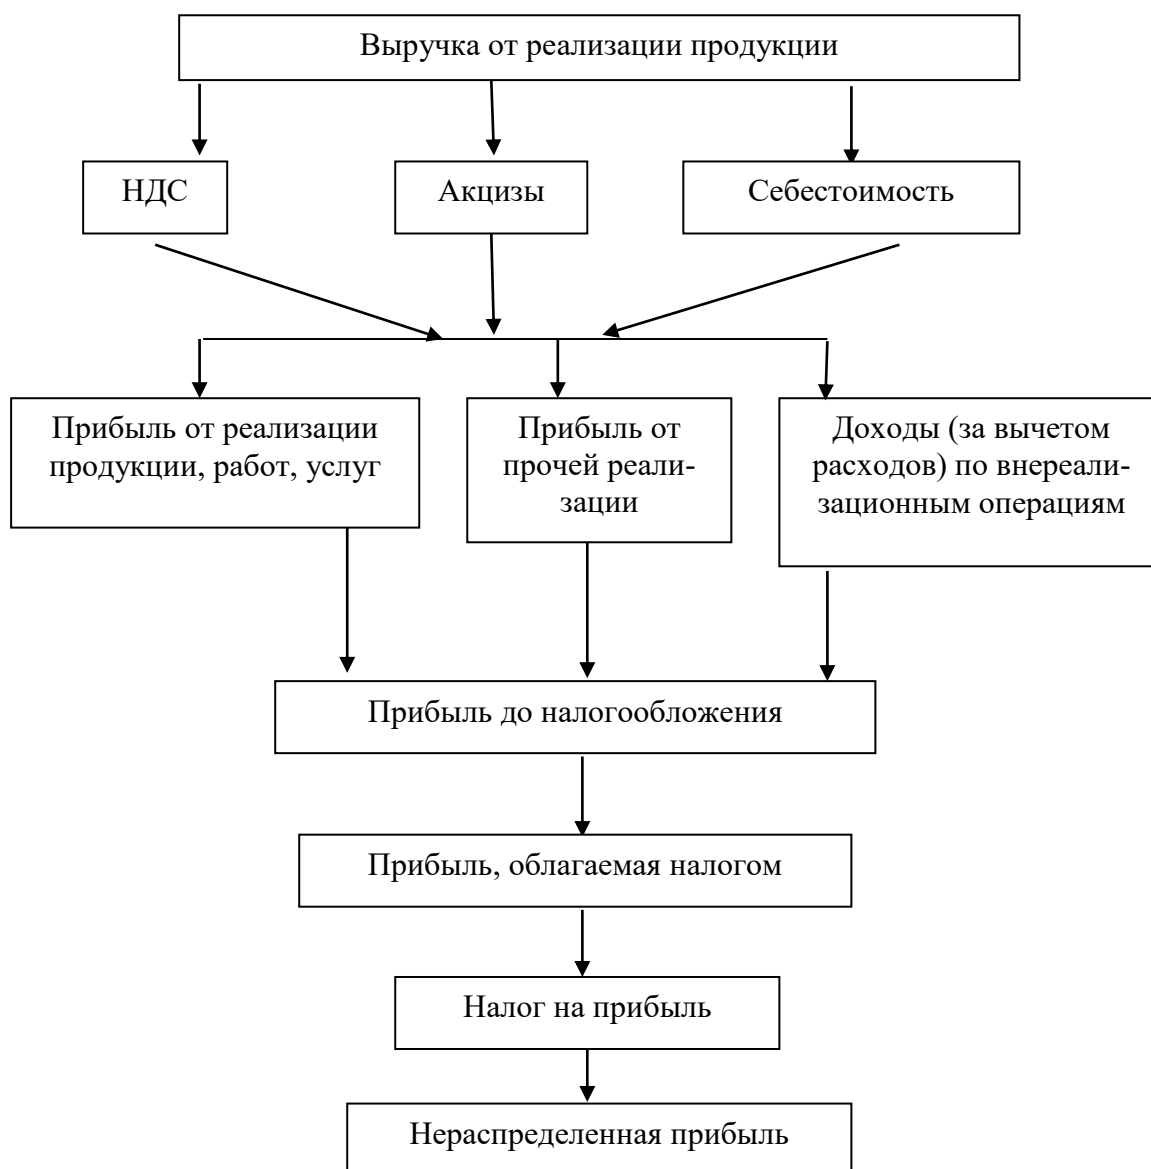 Выручка от реализации продукции
НДС
Акцизы
Себестоимость
Прибыль от реализации
продукции, работ, услуг
Прибыль от
прочей реали-
зации
Доходы (за вычетом
расходов) по внереали-
зационным операциям
Прибыль до налогообложения
Прибыль, облагаемая налогом
Налог на прибыль
Нераспределенная прибыль